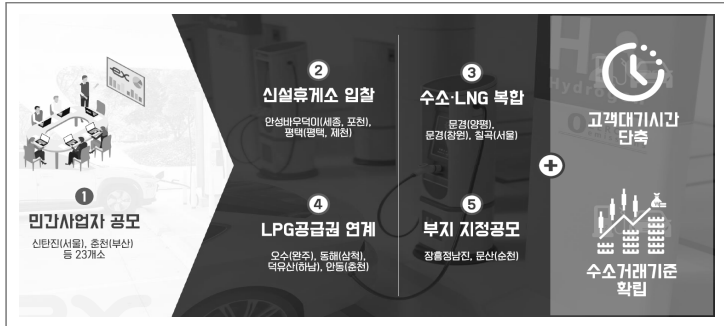 ex
1
민간사업자 공모
신탄진(서울), 춘천(부산)
등 23개소
2
신설휴게소 입찰
안성바우덕이(세종, 포천),
평택(평택, 제천)
3
수소·LNG 복합
문경(양평),
문경(창원), 칠곡(서울)
4
LPG공급권 연계
오수(완주), 동해(삼척),
덕유산(하남), 안동(춘천)
5
부지 지정공모
장흥정남진, 문산(순천)
+
고객대기시간
단축
수소거래기준
확립